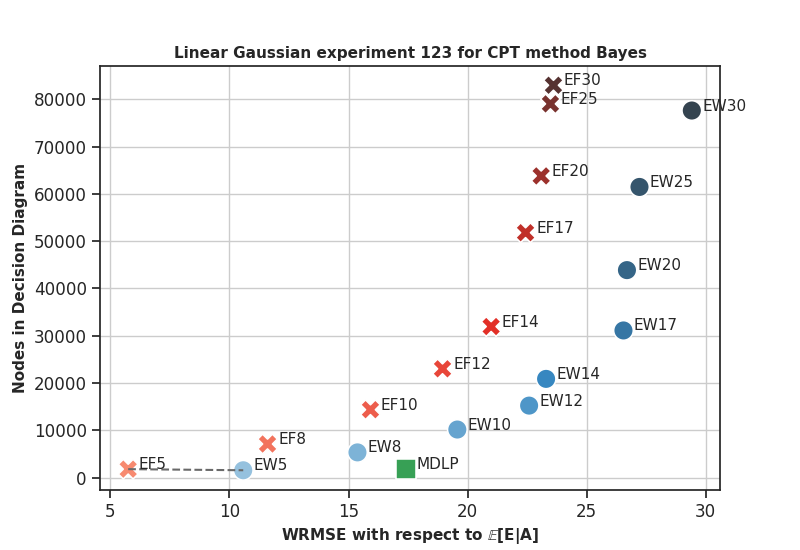 Linear Gaussian experiment 123 for CPT method Bayes
Nodes in Decision Diagram
80000
70000
60000
50000
40000
30000
20000
10000
0
EF30
EF25
EW30
EF20
EW25
EF17
EW20
EF14
EW17
EF12
EW14
EF10
EW12
EF8
EW10
EW8
EF5
EW5
MDLP
5
10
15
20
25
30
WRMSE with respect to 𝔼[E|A]